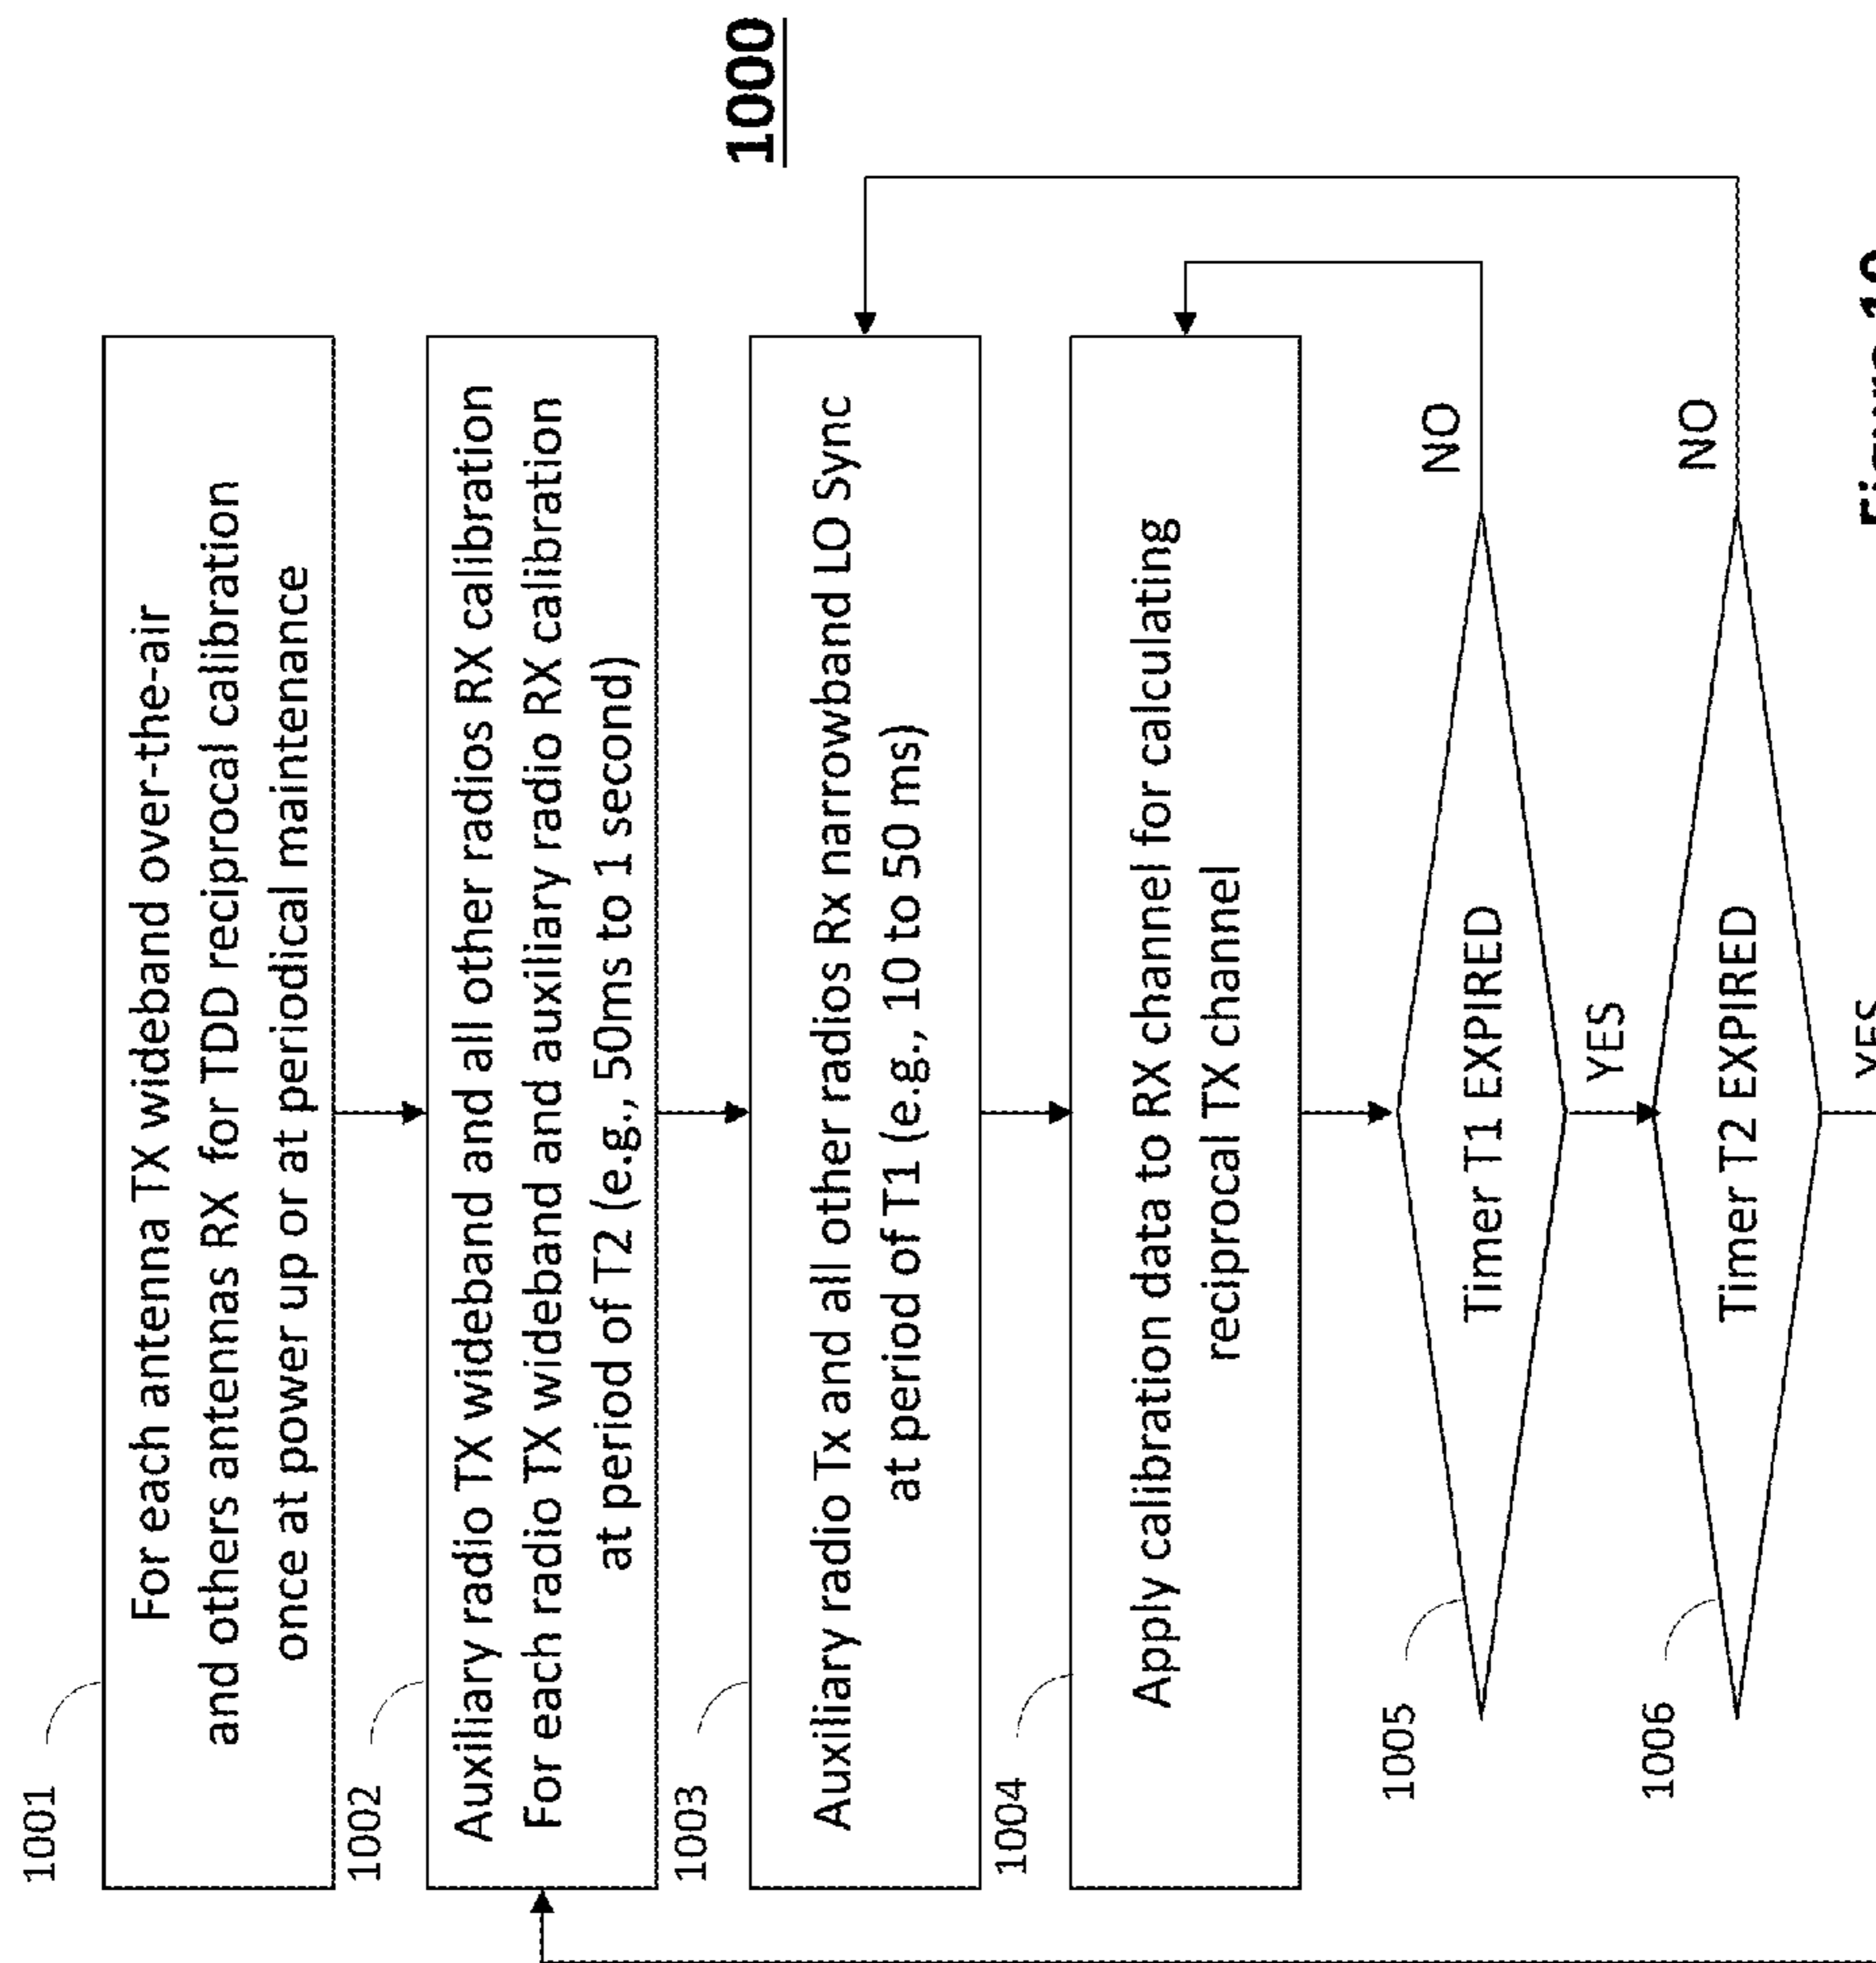 1000
1001
For each antenna TX wideband over-the-air
and others antennas RX for TDD reciprocal calibration
once at power up or at periodical maintenance
1002
Auxiliary radio TX wideband and all other radios RX calibration
For each radio TX wideband and auxiliary radio RX calibration
at period of T2 (e.g., 50ms to 1 second)
1003
Auxiliary radio Tx and all other radios Rx narrowband LO Sync
at period of T1 (e.g., 10 to 50 ms)
1004
Apply calibration data to RX channel for calculating
reciprocal TX channel
1005
Timer T1 EXPIRED
NO
YES
1006
Timer T2 EXPIRED
NO
YES
Figure 10